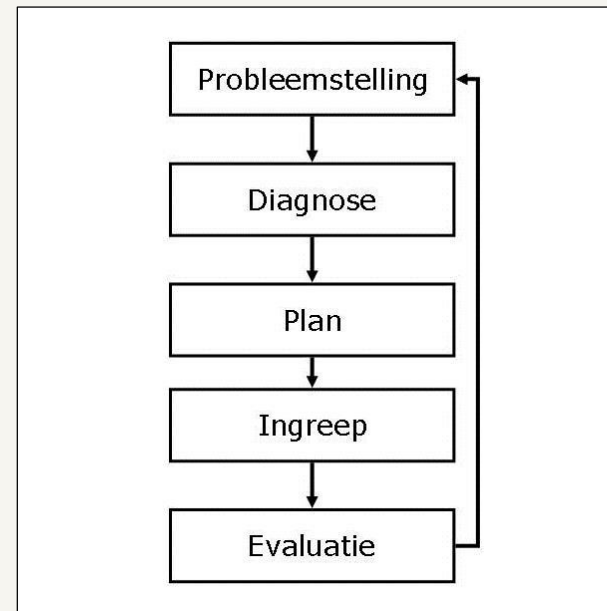 Probleemstelling
Diagnose
Plan
Ingreep
Evaluatie